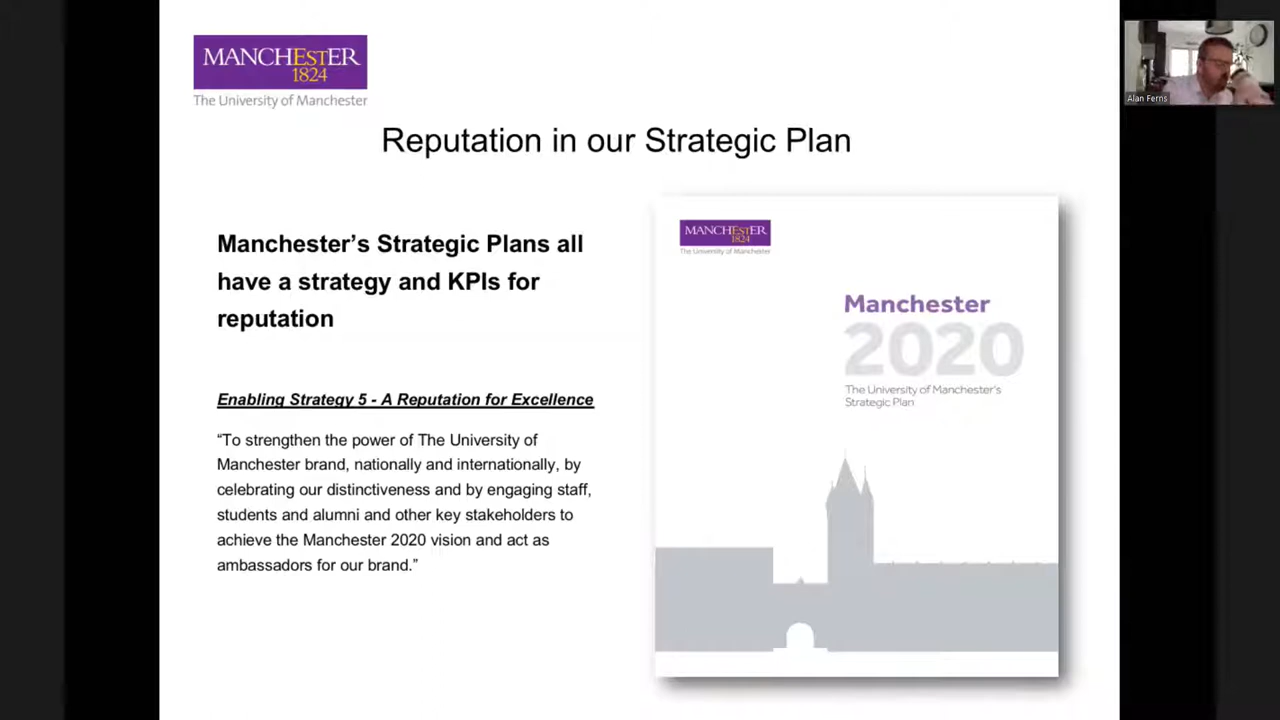 MANCHESTER
1824
The University of Manchester
Alan Ferns
Reputation in our Strategic Plan
Manchester’s Strategic Plans all
have a strategy and KPIs for
reputation
Enabling Strategy 5 - A Reputation for Excellence
“To strengthen the power of The University of
Manchester brand, nationally and internationally, by
celebrating our distinctiveness and by engaging staff,
students and alumni and other key stakeholders to
achieve the Manchester 2020 vision and act as
ambassadors for our brand.”
MANCHESTER
1824
The University of Manchester
Manchester
2020
The University of Manchester’s
Strategic Plan